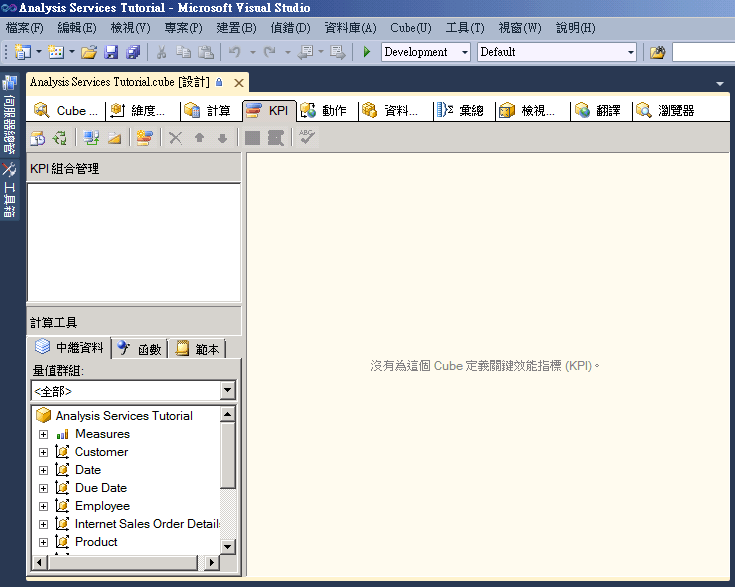 Analysis Services Tutorial - Microsoft Visual Studio
檔案(F) 編輯(E) 檢視(V) 專案(P) 建置(B) 偵錯(D) 資料庫(A) Cube(U) 工具(T) 視窗(W) 說明(H)
Development Default
伺服器總管
工具箱
Analysis Services Tutorial.cube [設計]
Cube ... 維度... 計算 KPI 動作 資料... 彙總 檢視... 翻譯 瀏覽器
ABC
KPI 組合管理
計算工具
中繼資料 函數 範本
量值群組:
<全部>
Analysis Services Tutorial
Measures
Customer
Date
Due Date
Employee
Internet Sales Order Detail
Product
沒有為這個 Cube 定義關鍵效能指標 (KPI)。